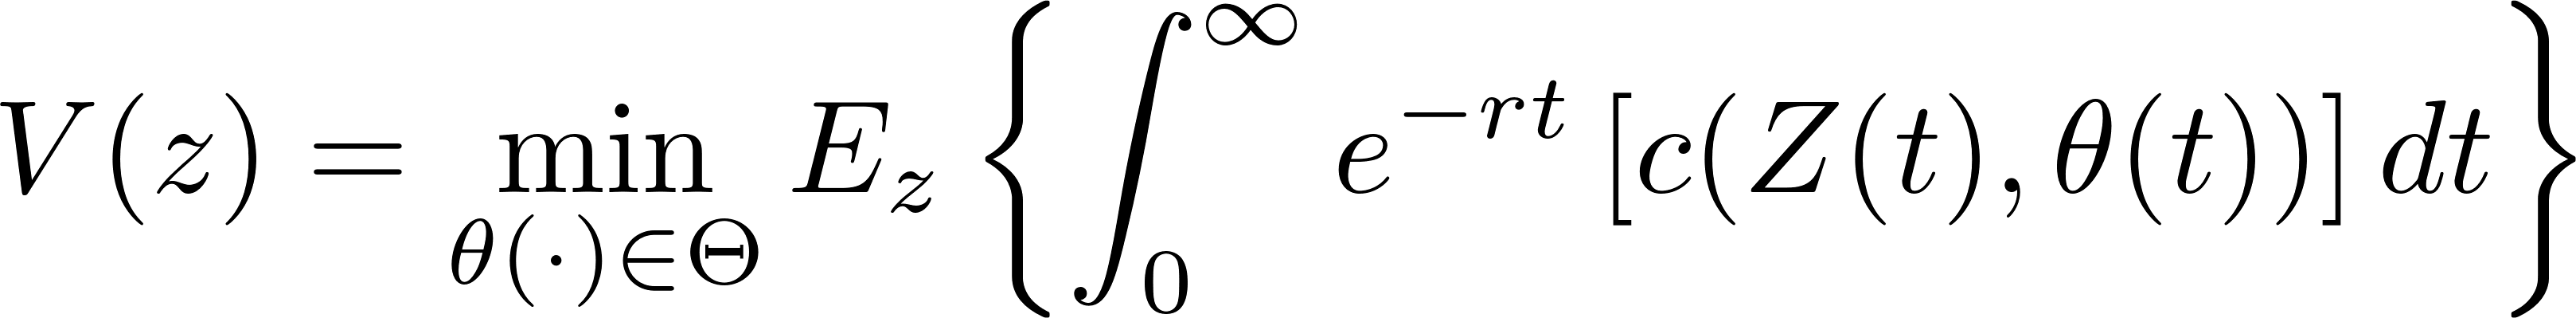 V(z) = min_{θ(·)∈Θ} E_z { ∫_0^∞ e^{-rt} [c(Z(t), θ(t))] dt }